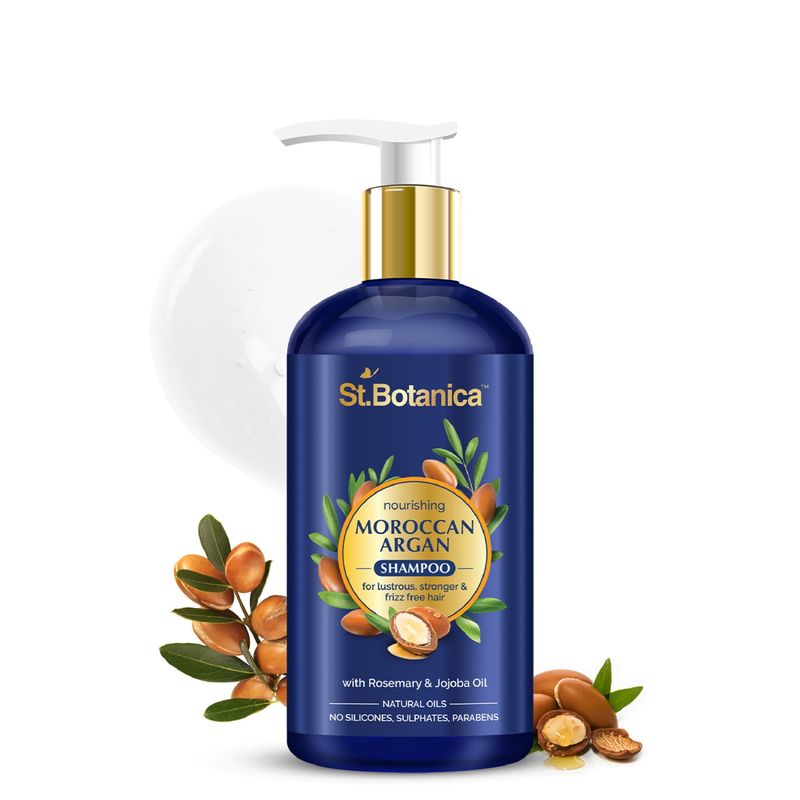 St.Botanica™
nourishing
MOROCCAN
ARGAN
SHAMPOO
for lustrous, stronger &
frizz free hair
with Rosemary & Jojoba Oil
NATURAL OILS
NO SILICONES, SULPHATES, PARABENS